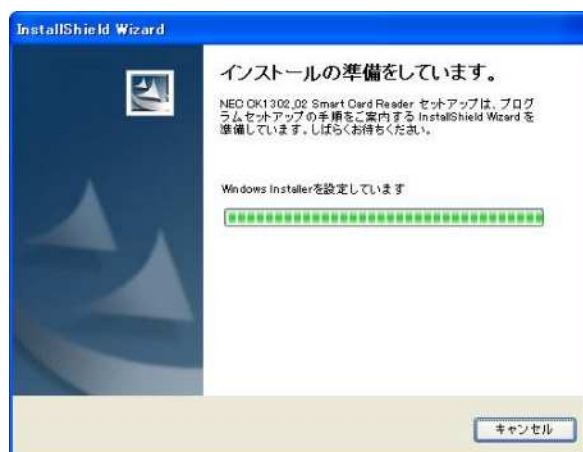 InstallShield Wizard
インストールの準備をしています。
NEC CK1302_02 Smart Card Reader セットアップは、プログ
ラムセットアップの手順をご案内する InstallShield Wizard を
準備しています。しばらくお待ちください。
Windows Installerを設定しています
キャンセル